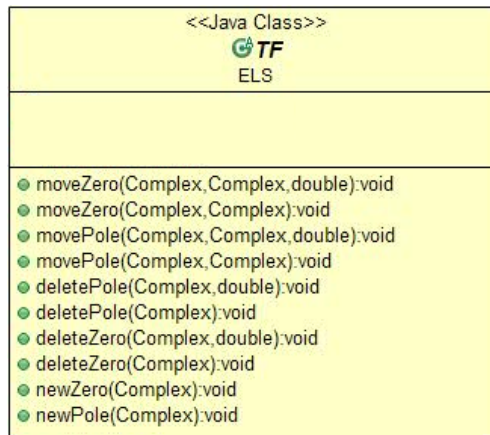 <<Java Class>>
TF
ELS
moveZero(Complex,Complex,double):void
moveZero(Complex,Complex):void
movePole(Complex,Complex,double):void
movePole(Complex,Complex):void
deletePole(Complex,double):void
deletePole(Complex):void
deleteZero(Complex,double):void
deleteZero(Complex):void
newZero(Complex):void
newPole(Complex):void